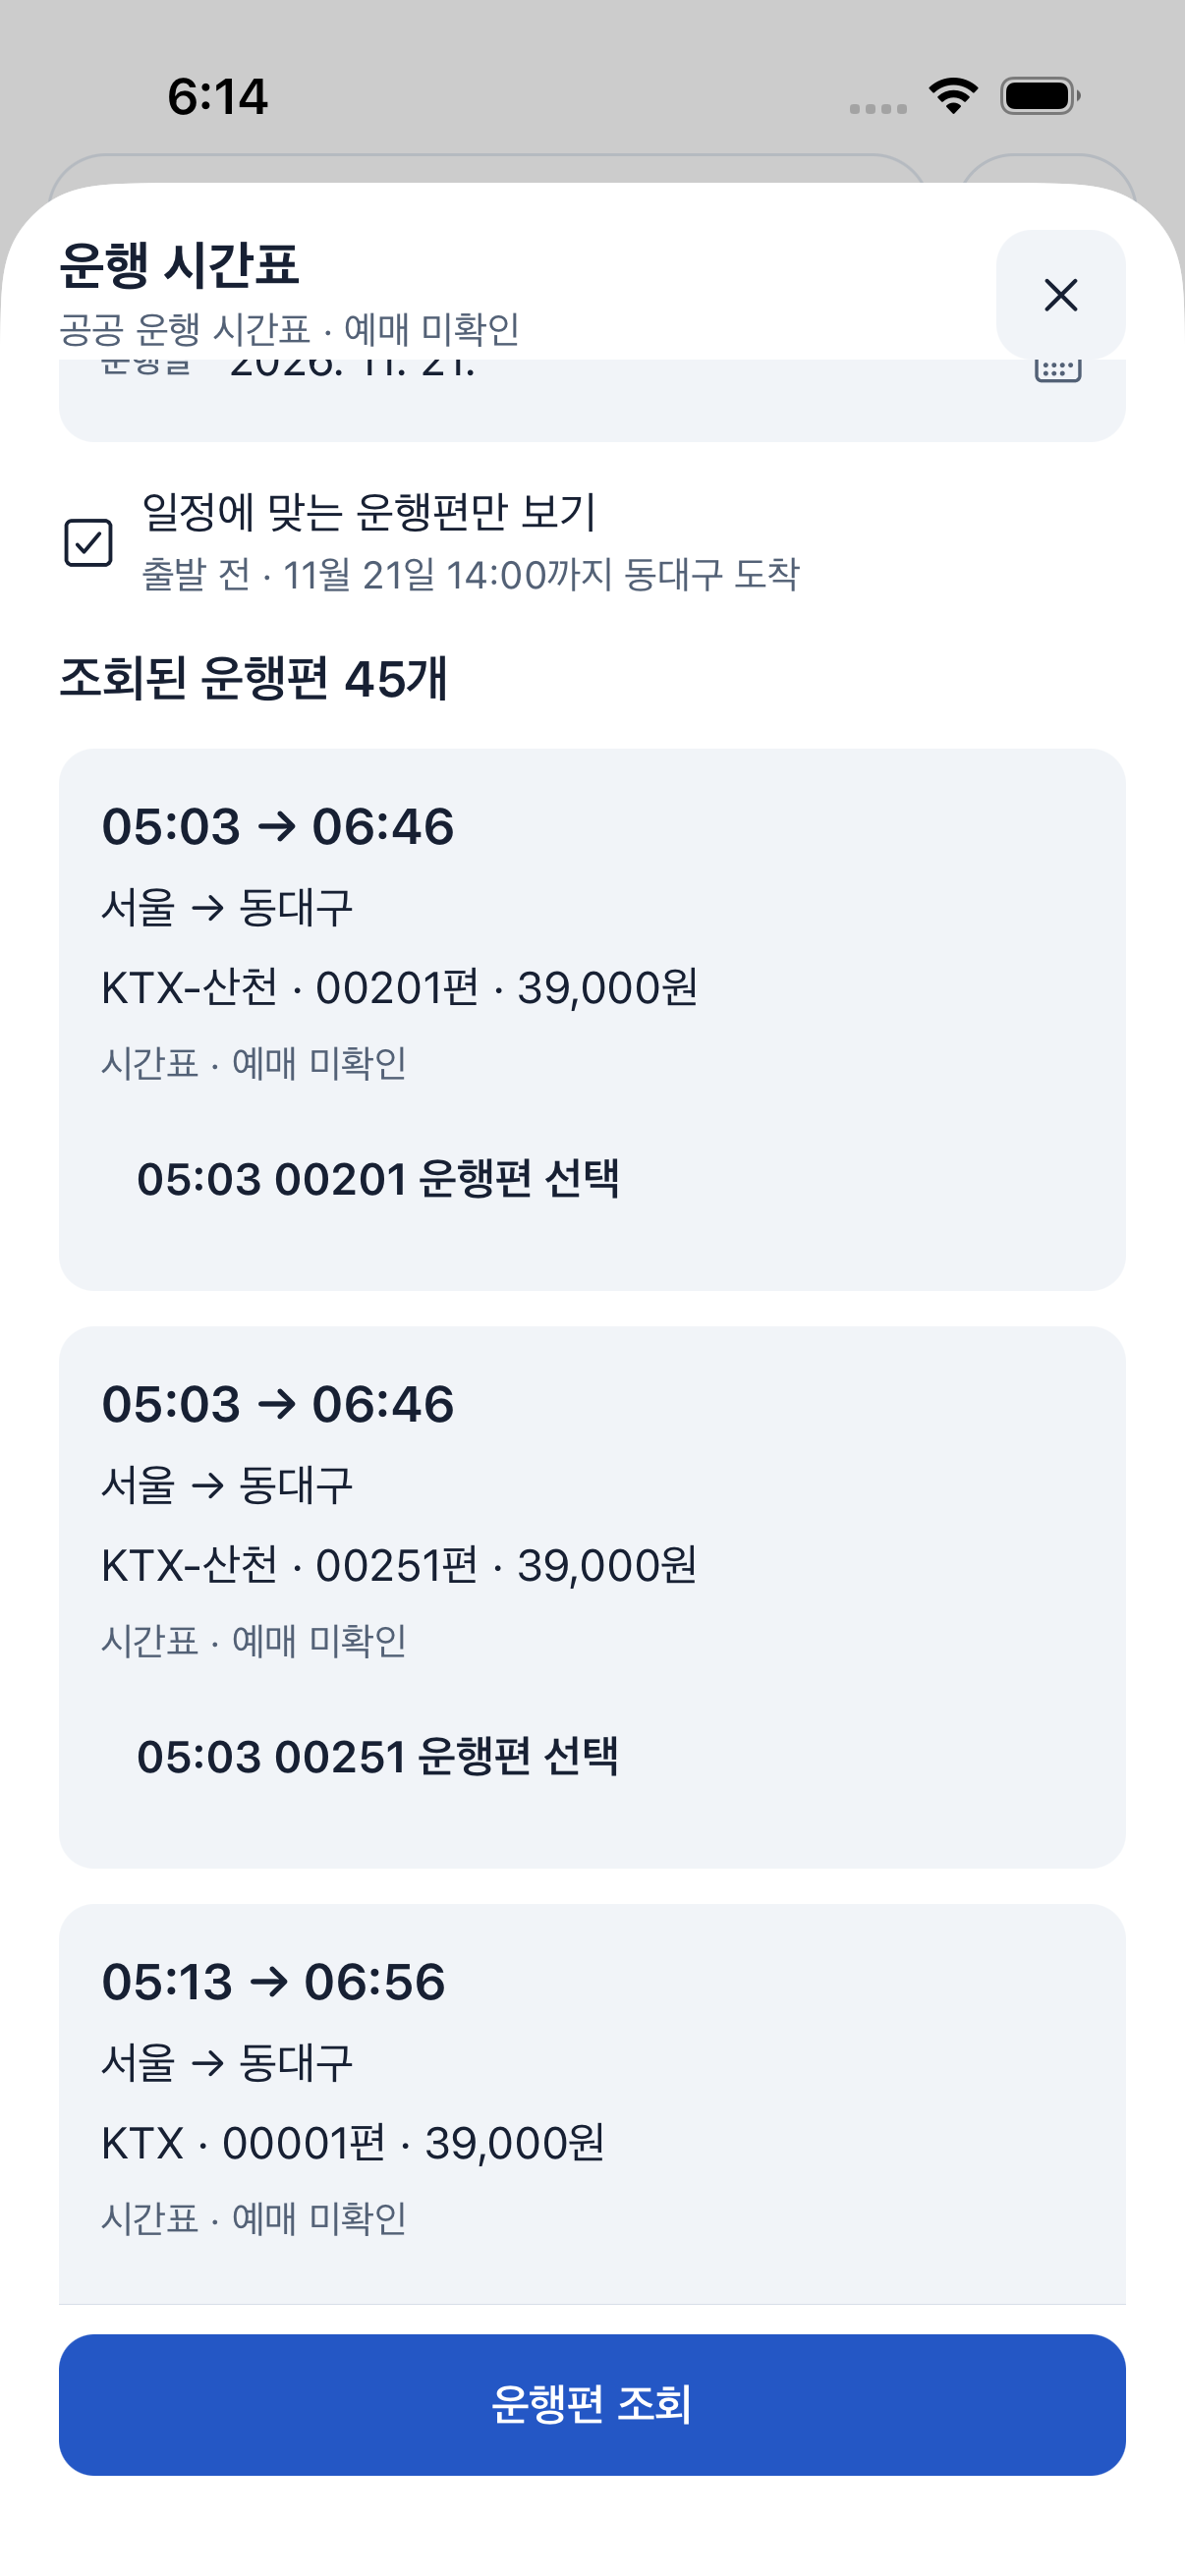 6:14
운행 시간표
공공 운행 시간표 · 예매 미확인
운행일 2026. 11. 21.
일정에 맞는 운행편만 보기
출발 전 · 11월 21일 14:00까지 동대구 도착
조회된 운행편 45개
05:03 → 06:46
서울 → 동대구
KTX-산천 · 00201편 · 39,000원
시간표 · 예매 미확인
05:03 00201 운행편 선택
05:03 → 06:46
서울 → 동대구
KTX-산천 · 00251편 · 39,000원
시간표 · 예매 미확인
05:03 00251 운행편 선택
05:13 → 06:56
서울 → 동대구
KTX · 00001편 · 39,000원
시간표 · 예매 미확인
운행편 조회